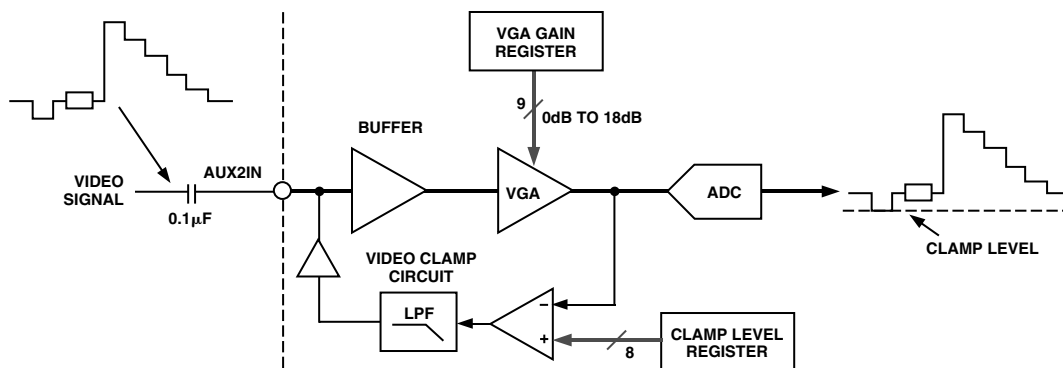 VGA GAIN
REGISTER
9
0dB TO 18dB
BUFFER
VIDEO
SIGNAL
AUX2IN
0.1μF
VGA
ADC
CLAMP LEVEL
VIDEO CLAMP
CIRCUIT
LPF
–
+
8
CLAMP LEVEL
REGISTER